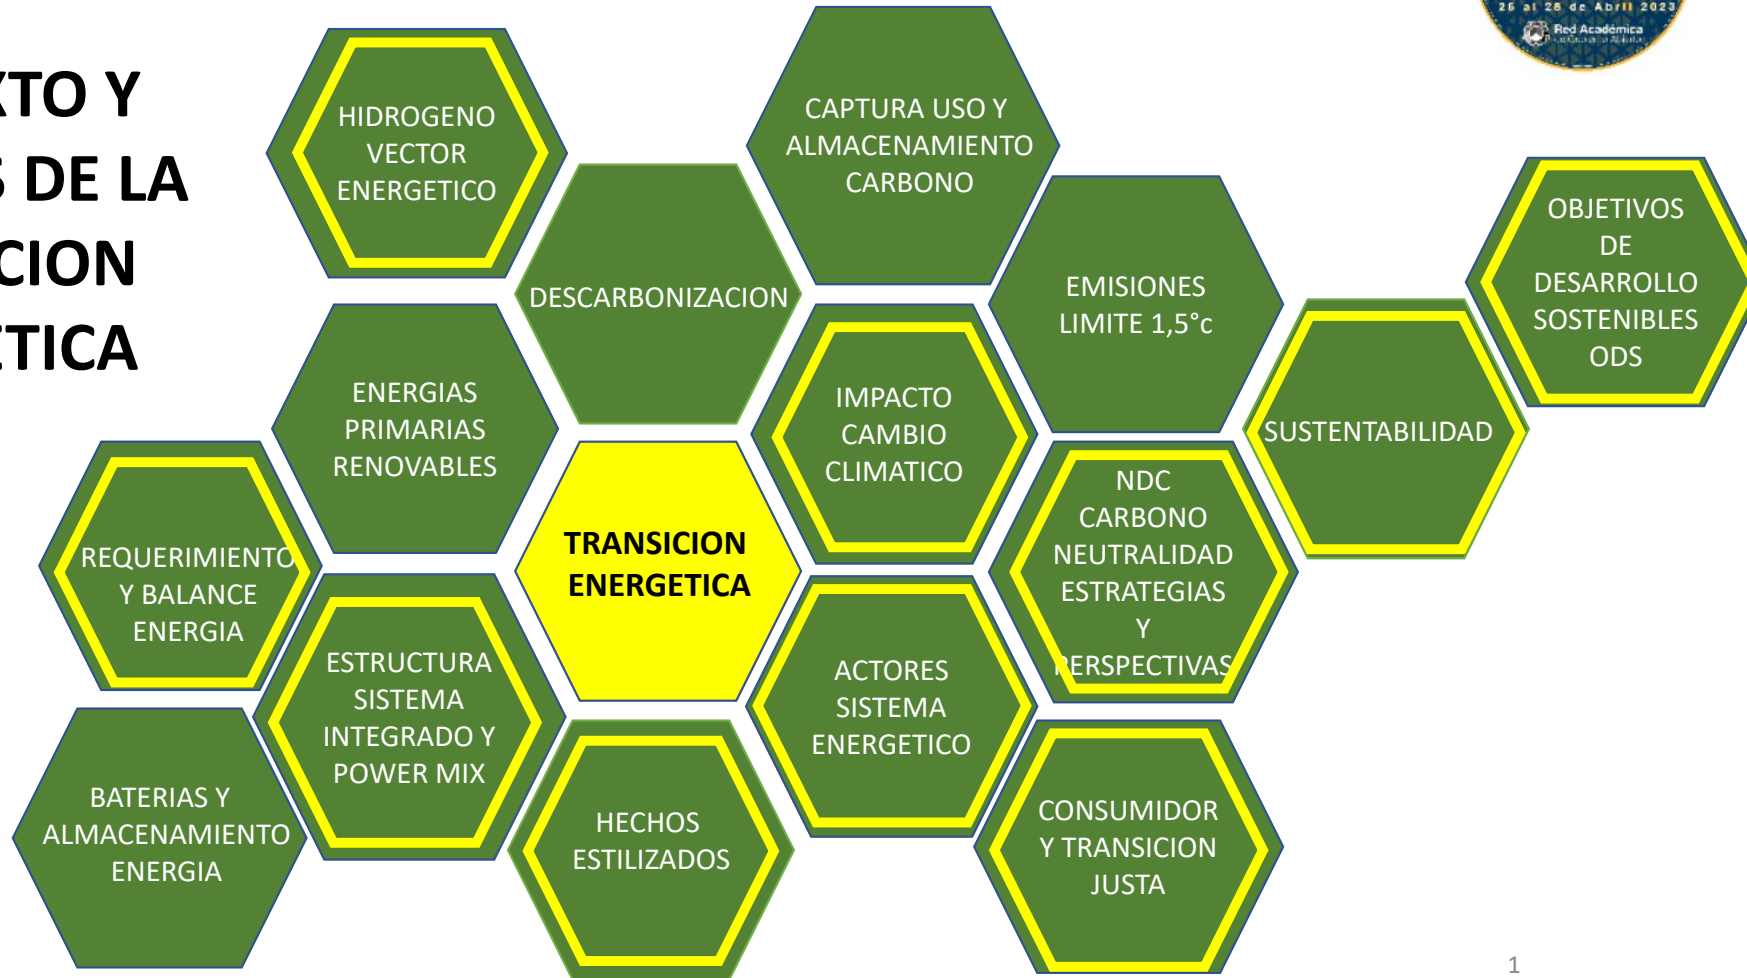 XTO Y
S DE LA
CION
ETICA
26 al 28 de Abril 2023
Red Académica
HIDROGENO
VECTOR
ENERGETICO
CAPTURA USO Y
ALMACENAMIENTO
CARBONO
DESCARBONIZACION
EMISIONES
LIMITE 1,5°c
OBJETIVOS
DE
DESARROLLO
SOSTENIBLES
ODS
ENERGIAS
PRIMARIAS
RENOVABLES
IMPACTO
CAMBIO
CLIMATICO
SUSTENTABILIDAD
NDC
CARBONO
NEUTRALIDAD
ESTRATEGIAS
Y
PERSPECTIVAS
TRANSICION
ENERGETICA
REQUERIMIENTO
Y BALANCE
ENERGIA
ESTRUCTURA
SISTEMA
INTEGRADO Y
POWER MIX
ACTORES
SISTEMA
ENERGETICO
BATERIAS Y
ALMACENAMIENTO
ENERGIA
HECHOS
ESTILIZADOS
CONSUMIDOR
Y TRANSICION
JUSTA
1